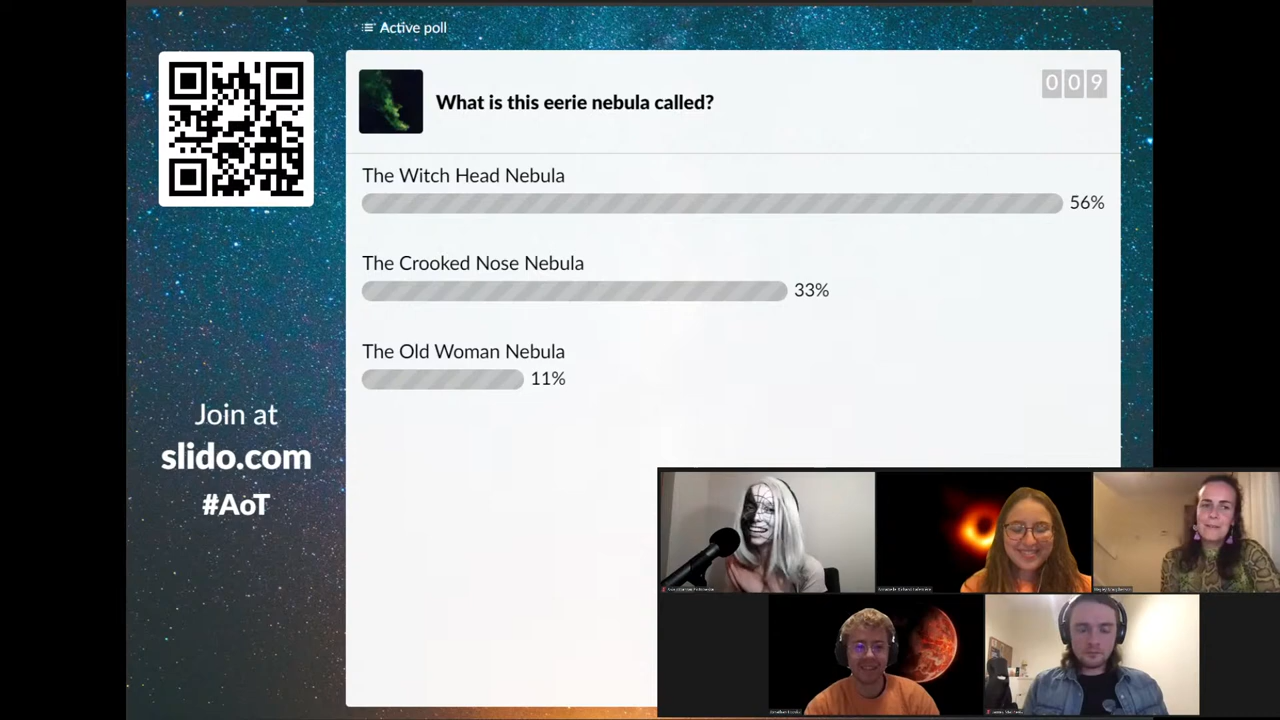 Active poll
What is this eerie nebula called?
009
The Witch Head Nebula
56%
The Crooked Nose Nebula
33%
The Old Woman Nebula
11%
Join at
slido.com
#AoT